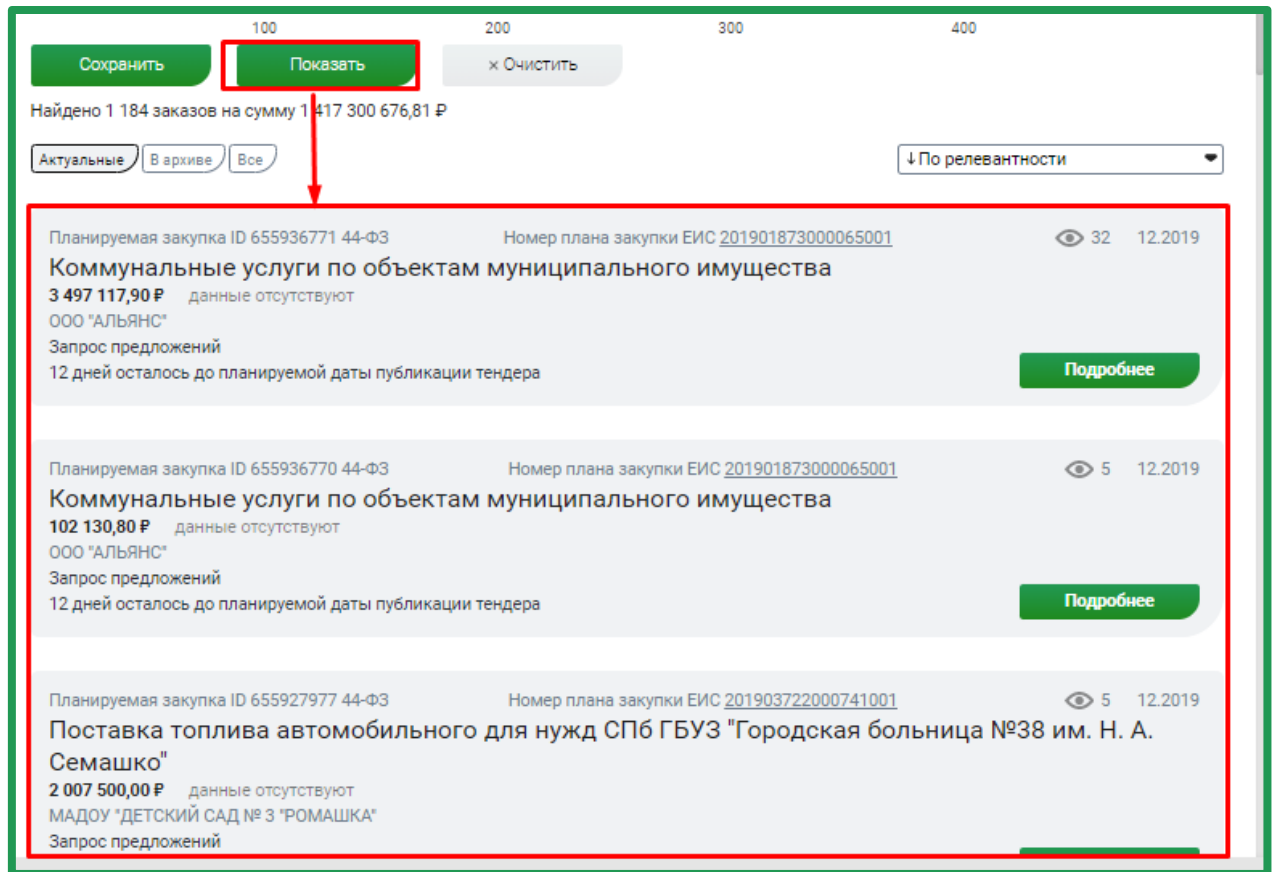 100 200 300 400
Сохранить Показать × Очистить
Найдено 1 184 заказов на сумму 1 417 300 676,81 ₽
Актуальные В архиве Все ↓По релевантности
Планируемая закупка ID 655936771 44-ФЗ Номер плана закупки ЕИС 201901873000065001 32 12.2019
Коммунальные услуги по объектам муниципального имущества
3 497 117,90 ₽ данные отсутствуют
ООО "АЛЬЯНС"
Запрос предложений
12 дней осталось до планируемой даты публикации тендера Подробнее
Планируемая закупка ID 655936770 44-ФЗ Номер плана закупки ЕИС 201901873000065001 5 12.2019
Коммунальные услуги по объектам муниципального имущества
102 130,80 ₽ данные отсутствуют
ООО "АЛЬЯНС"
Запрос предложений
12 дней осталось до планируемой даты публикации тендера Подробнее
Планируемая закупка ID 655927977 44-ФЗ Номер плана закупки ЕИС 201903722000741001 5 12.2019
Поставка топлива автомобильного для нужд СПб ГБУЗ "Городская больница №38 им. Н. А.
Семашко"
2 007 500,00 ₽ данные отсутствуют
МАДОУ "ДЕТСКИЙ САД № 3 "РОМАШКА"
Запрос предложений